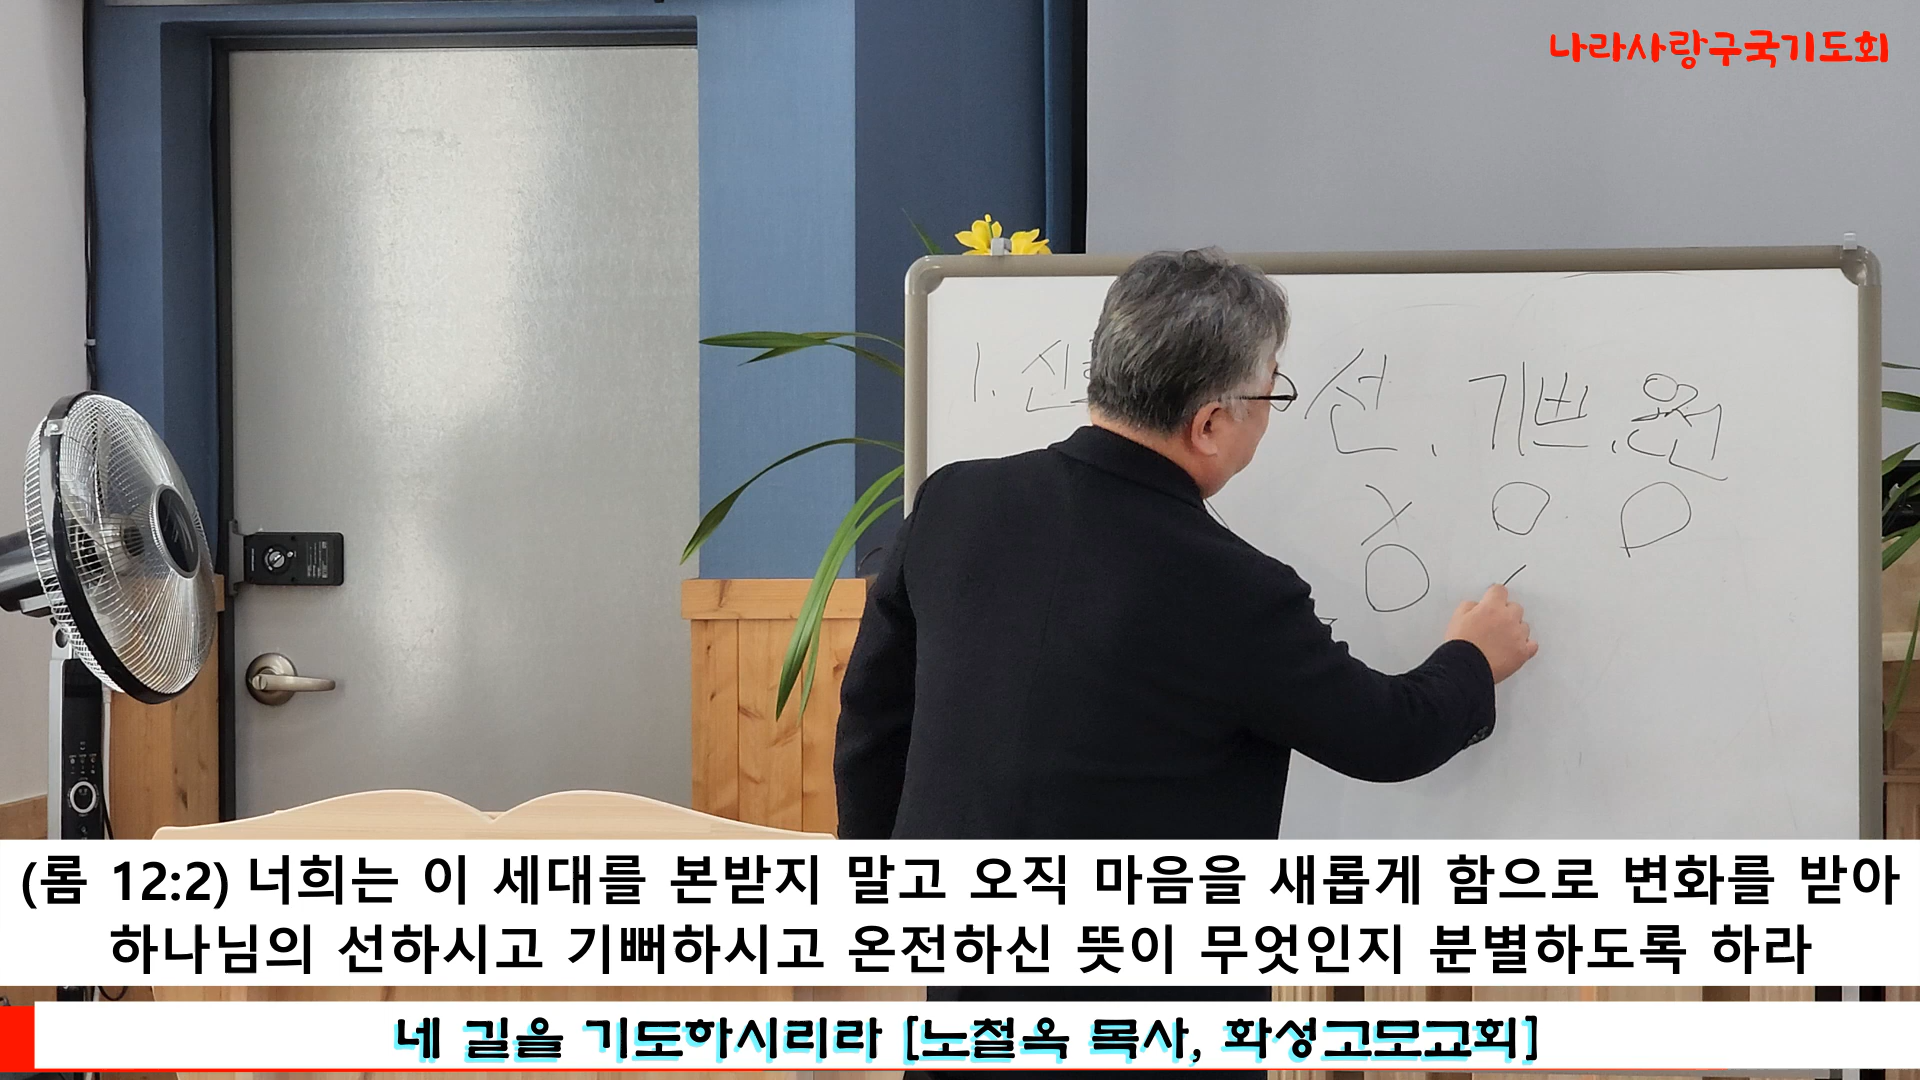 나라사랑구국기도회
1. 신 선, 기쁘, 온전
(롬 12:2) 너희는 이 세대를 본받지 말고 오직 마음을 새롭게 함으로 변화를 받아
하나님의 선하시고 기뻐하시고 온전하신 뜻이 무엇인지 분별하도록 하라
네 길을 기도하시리라 [노철옥 목사, 화성고모교회]